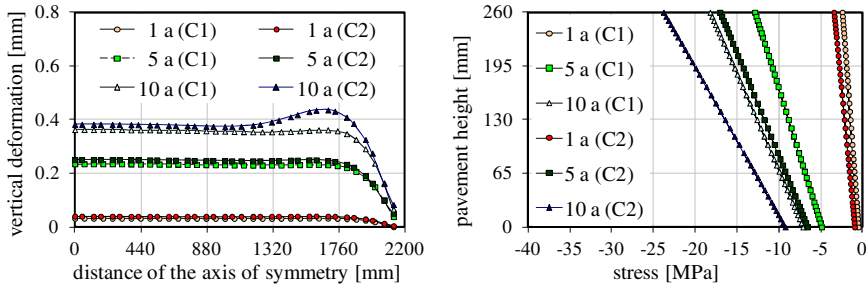 vertical deformation [mm]
0.8
0.6
0.4
0.2
0
1 a (C1)
1 a (C2)
5 a (C1)
5 a (C2)
10 a (C1)
10 a (C2)
0
440
880
1320
1760
2200
distance of the axis of symmetry [mm]
pavement height [mm]
260
195
130
65
0
1 a (C1)
5 a (C1)
10 a (C1)
1 a (C2)
5 a (C2)
10 a (C2)
-40
-35
-30
-25
-20
-15
-10
-5
0
stress [MPa]